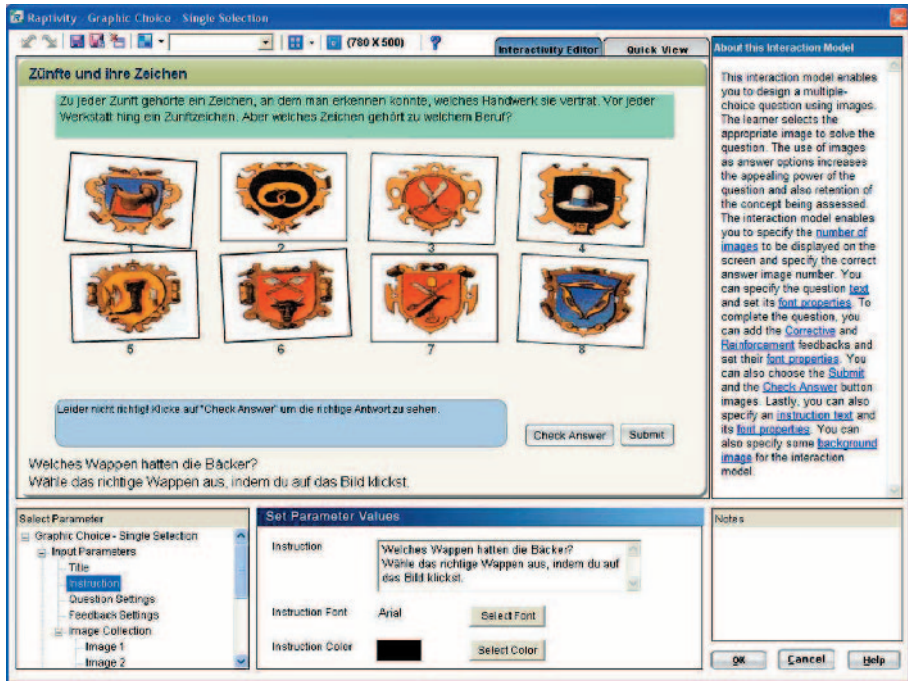 Raptivity Graphic Choice - Single Selection
(780 X 500)
?
Interactivity Editor
Quick View
About this Interaction Model
Zünfte und ihre Zeichen
Zu jeder Zunft gehörte ein Zeichen, an dem man erkennen konnte, welches Handwerk sie vertrat. Vor jeder
Werkstatt hing ein Zunftzeichen. Aber welches Zeichen gehört zu welchem Beruf?
1
2
3
4
5
6
7
8
Leider nicht richtig! Klicke auf "Check Answer" um die richtige Antwort zu sehen.
Check Answer
Submit
Welches Wappen hatten die Bäcker?
Wähle das richtige Wappen aus, indem du auf das Bild klickst.
This interaction model enables
you to design a multiple-
choice question using images.
The learner selects the
appropriate image to solve the
question. The use of images
as answer options increases
the appealing power of the
question and also retention of
the concept being assessed.
The interaction model enables
you to specify the number of
images to be displayed on the
screen and specify the correct
answer image number. You
can specify the question text
and set its font properties. To
complete the question, you
can add the Corrective and
Reinforcement feedbacks and
set their font properties. You
can also choose the Submit
and the Check Answer button
images. Lastly, you can also
specify an instruction text and
its font properties. You can
also specify some background
image for the interaction
model.
Select Parameter
Graphic Choice - Single Selection
Input Parameters
Title
Instruction
Question Settings
Feedback Settings
Image Collection
Image 1
Image 2
Set Parameter Values
Instruction
Welches Wappen hatten die Bäcker?
Wähle das richtige Wappen aus, indem du auf
das Bild klickst.
Instruction Font
Arial
Select Font
Instruction Color
Select Color
Notes
OK
Cancel
Help